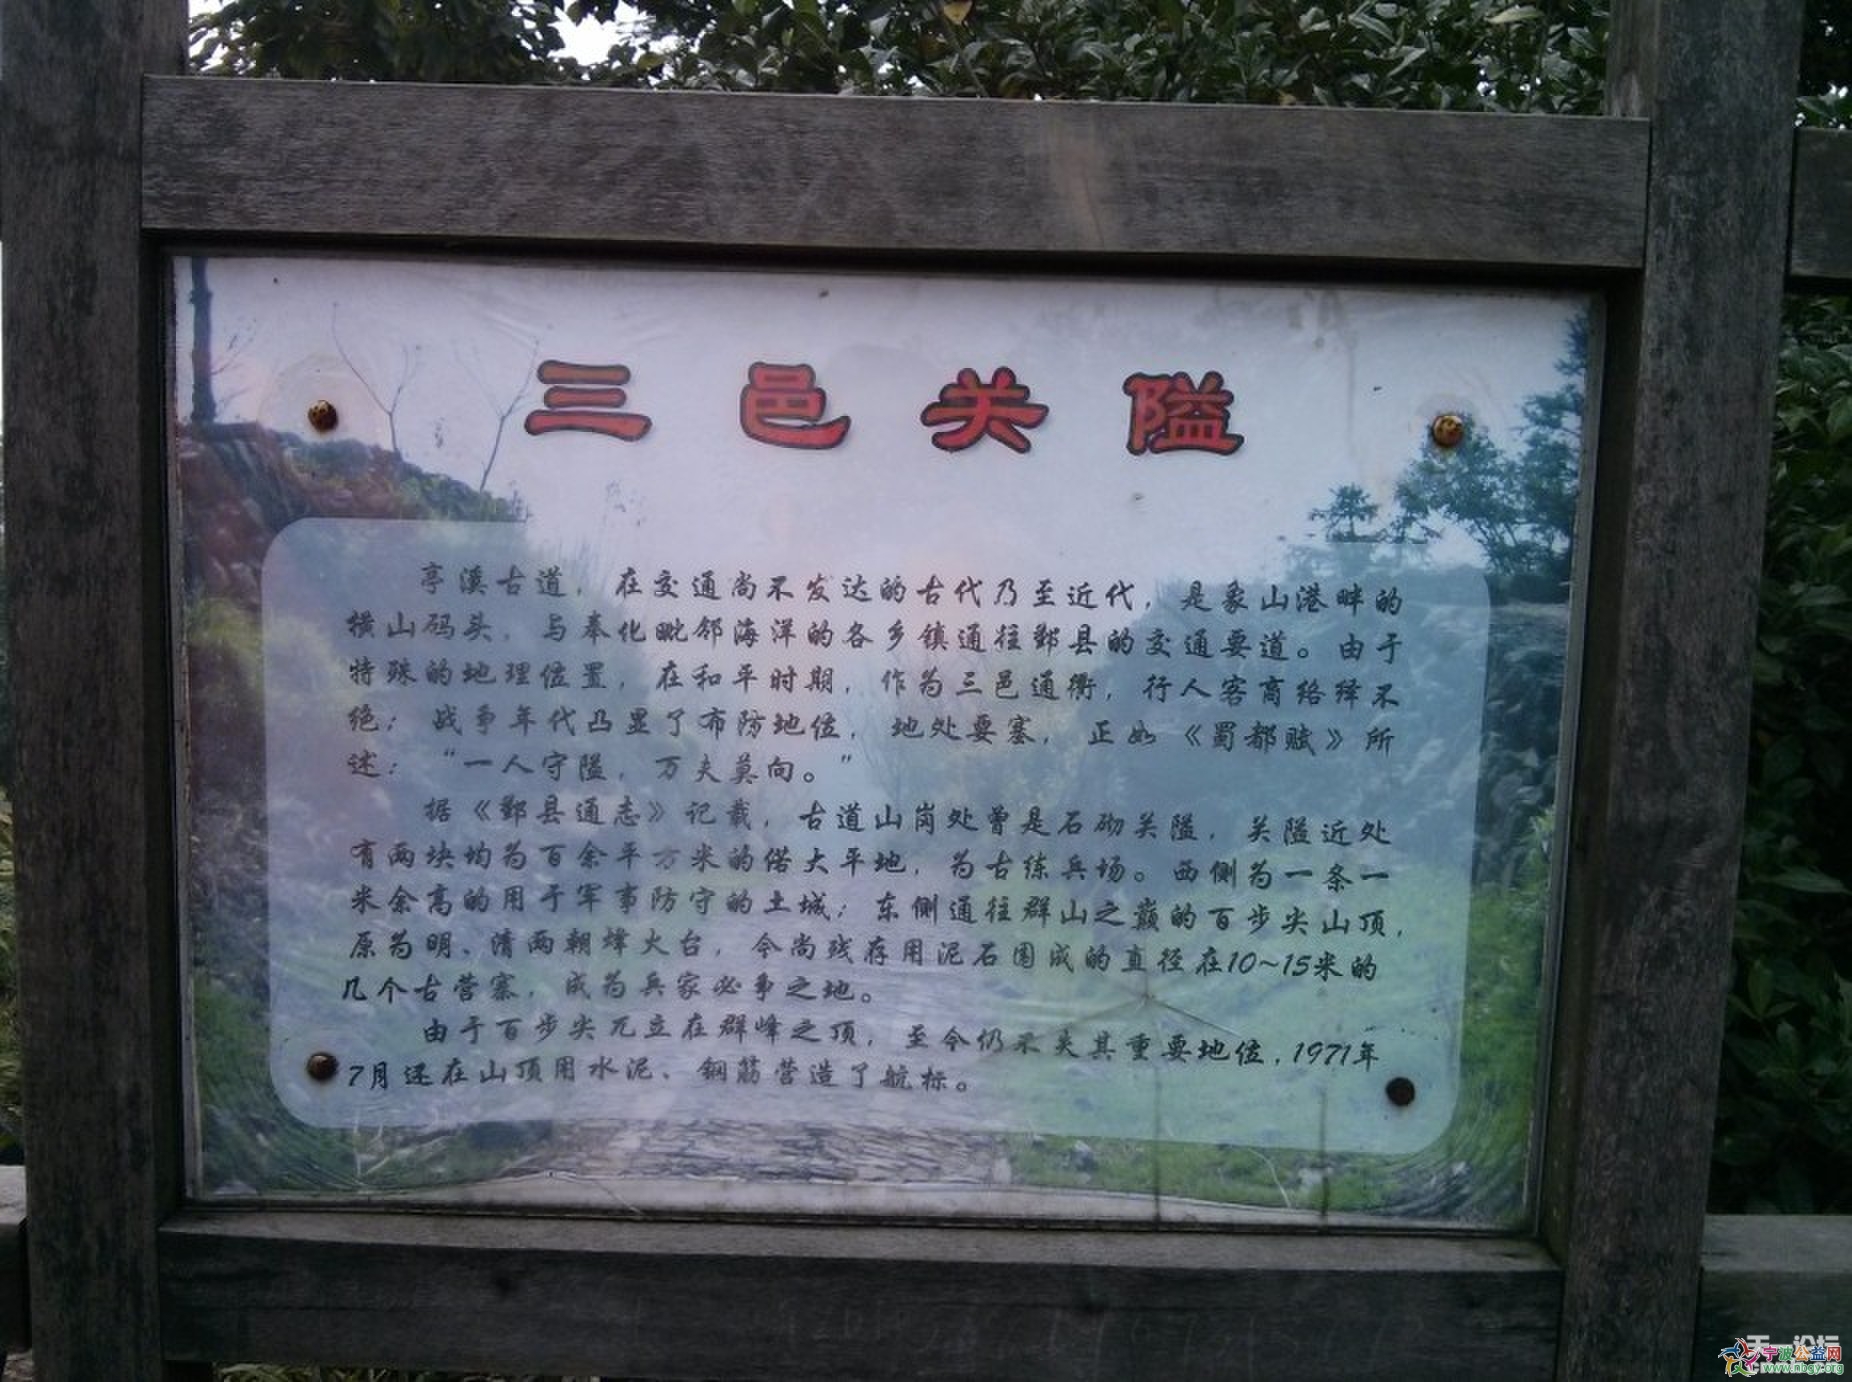 三邑关隘
亭溪古道，在交通尚不发达的古代乃至近代，是象山港畔的
横山码头，与奉化毗邻海洋的各乡镇通往鄞县的交通要道。由于
特殊的地理位置，在和平时期，作为三邑通衢，行人客商络绎不
绝；战争年代凸显了布防地位，地处要塞，正如《蜀都赋》所
述：“一人守隘，万夫莫向。”
据《鄞县通志》记载，古道山岗处曾是石砌关隘，关隘近处
有两块均为百余平方米的偌大平地，为古练兵场。西侧为一条一
米余高的用于军事防守的土城；东侧通往群山之巅的百步尖山顶，
原为明、清两朝烽火台，今尚残存用泥石围成的直径在10~15米的
几个古营寨，成为兵家必争之地。
由于百步尖兀立在群峰之顶，至今仍不失其重要地位，1971年
7月还在山顶用水泥、钢筋营造了航标。
天一论坛
宁波公益网
www.nbgy.org